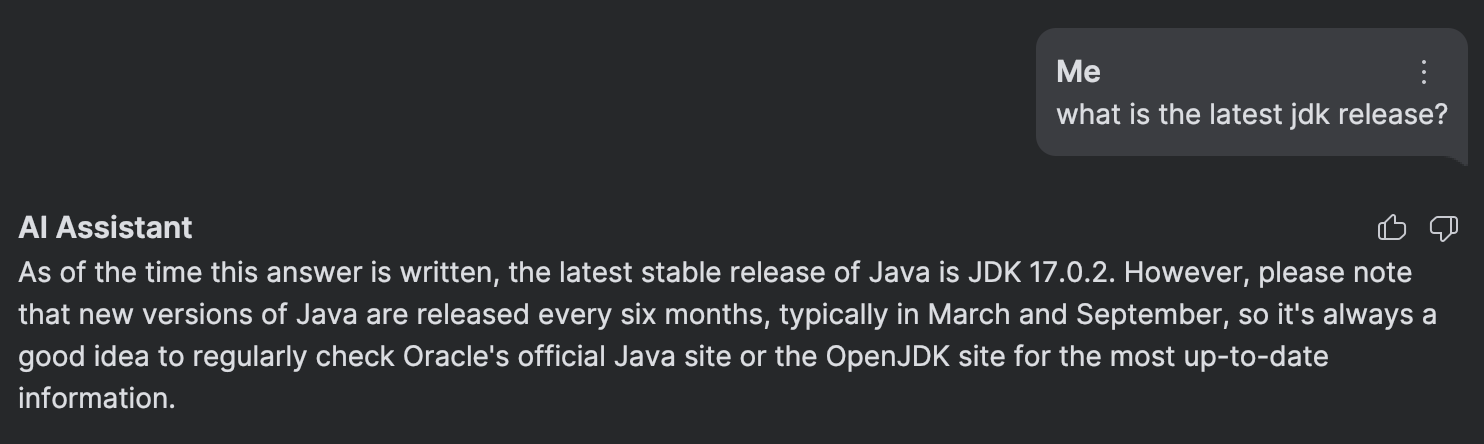 Me
what is the latest jdk release?
AI Assistant
As of the time this answer is written, the latest stable release of Java is JDK 17.0.2. However, please note
that new versions of Java are released every six months, typically in March and September, so it's always a
good idea to regularly check Oracle's official Java site or the OpenJDK site for the most up-to-date
information.